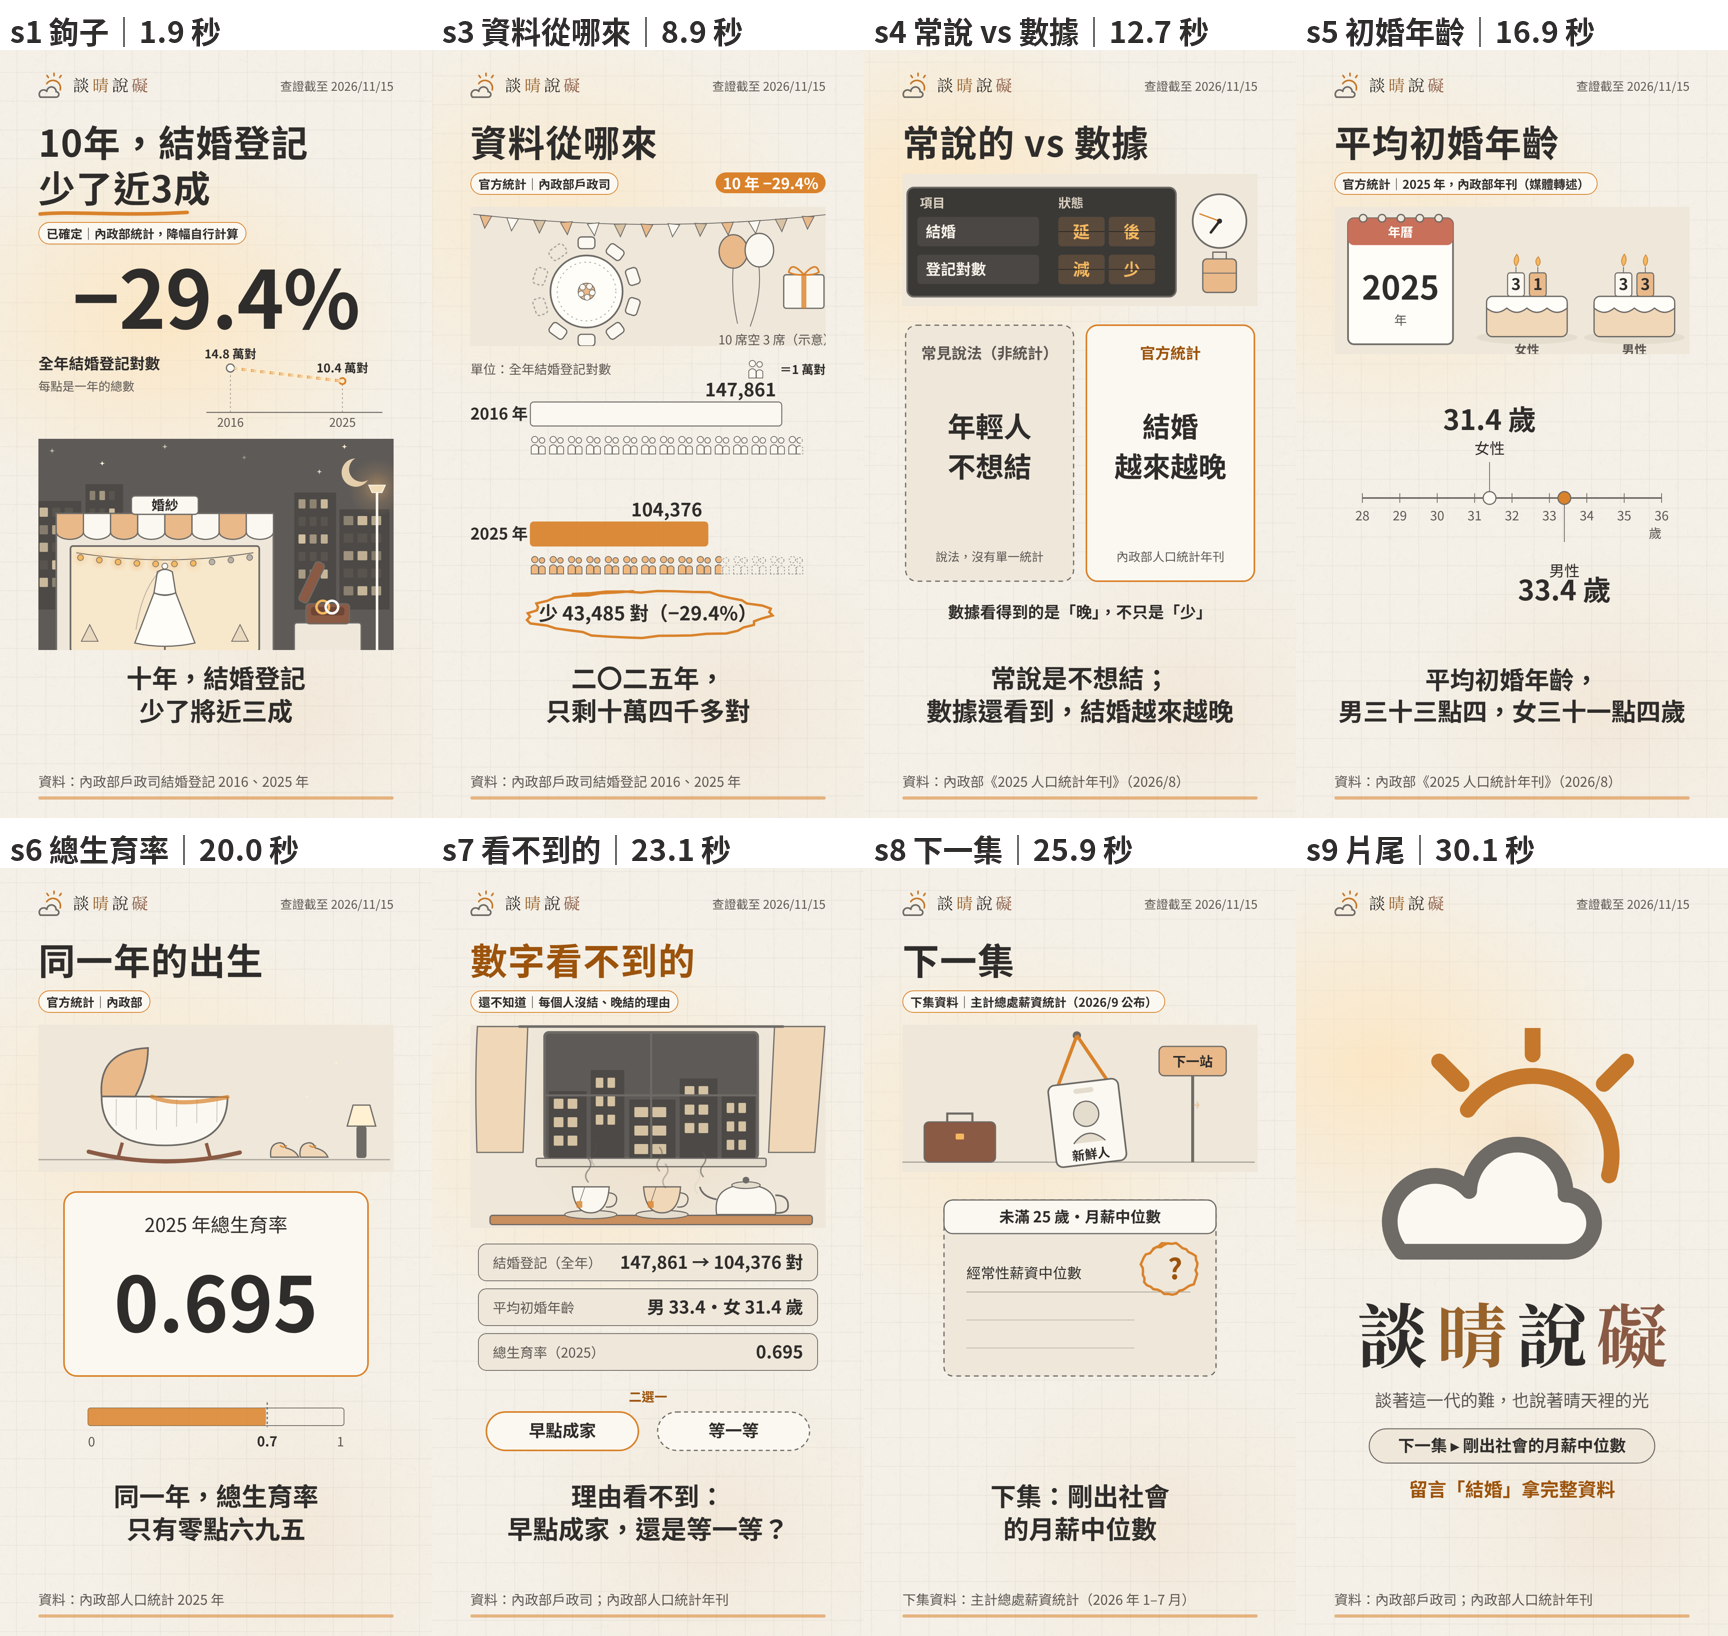 s1 鉤子｜1.9 秒
談晴說礙
查證截至 2026/11/15
10年，結婚登記
少了近3成
已確定｜內政部統計，降幅自行計算
−29.4%
全年結婚登記對數
每點是一年的總數
14.8 萬對
10.4 萬對
2016
2025
婚紗
十年，結婚登記
少了將近三成
資料：內政部戶政司結婚登記 2016、2025 年
s3 資料從哪來｜8.9 秒
談晴說礙
查證截至 2026/11/15
資料從哪來
官方統計｜內政部戶政司
10 年 −29.4%
10 席空 3 席（示意）
單位：全年結婚登記對數
＝1 萬對
147,861
2016 年
104,376
2025 年
少 43,485 對（−29.4%）
二〇二五年，
只剩十萬四千多對
資料：內政部戶政司結婚登記 2016、2025 年
s4 常說 vs 數據｜12.7 秒
談晴說礙
查證截至 2026/11/15
常說的 vs 數據
項目 狀態
結婚 延後
登記對數 減少
常見說法（非統計）
年輕人
不想結
說法，沒有單一統計
官方統計
結婚
越來越晚
內政部人口統計年刊
數據看得到的是「晚」，不只是「少」
常說是不想結；
數據還看到，結婚越來越晚
資料：內政部《2025 人口統計年刊》（2026/8）
s5 初婚年齡｜16.9 秒
談晴說礙
查證截至 2026/11/15
平均初婚年齡
官方統計｜2025 年，內政部年刊（媒體轉述）
年曆
2025
年
3 1
女性
3 3
男性
31.4 歲
女性
28 29 30 31 32 33 34 35 36
歲
男性
33.4 歲
平均初婚年齡，
男三十三點四，女三十一點四歲
資料：內政部《2025 人口統計年刊》（2026/8）
s6 總生育率｜20.0 秒
談晴說礙
查證截至 2026/11/15
同一年的出生
官方統計｜內政部
2025 年總生育率
0.695
0 0.7 1
同一年，總生育率
只有零點六九五
資料：內政部人口統計 2025 年
s7 看不到的｜23.1 秒
談晴說礙
查證截至 2026/11/15
數字看不到的
還不知道｜每個人沒結、晚結的理由
結婚登記（全年） 147,861 → 104,376 對
平均初婚年齡 男 33.4・女 31.4 歲
總生育率（2025） 0.695
二選一
早點成家
等一等
理由看不到：
早點成家，還是等一等？
資料：內政部戶政司；內政部人口統計年刊
s8 下一集｜25.9 秒
談晴說礙
查證截至 2026/11/15
下一集
下集資料｜主計總處薪資統計（2026/9 公布）
下一站
新鮮人
未滿 25 歲・月薪中位數
經常性薪資中位數
?
下集：剛出社會
的月薪中位數
下集資料：主計總處薪資統計（2026 年 1–7 月）
s9 片尾｜30.1 秒
談晴說礙
查證截至 2026/11/15
談晴說礙
談著這一代的難，也說著晴天裡的光
下一集 ▸ 剛出社會的月薪中位數
留言「結婚」拿完整資料
資料：內政部戶政司；內政部人口統計年刊